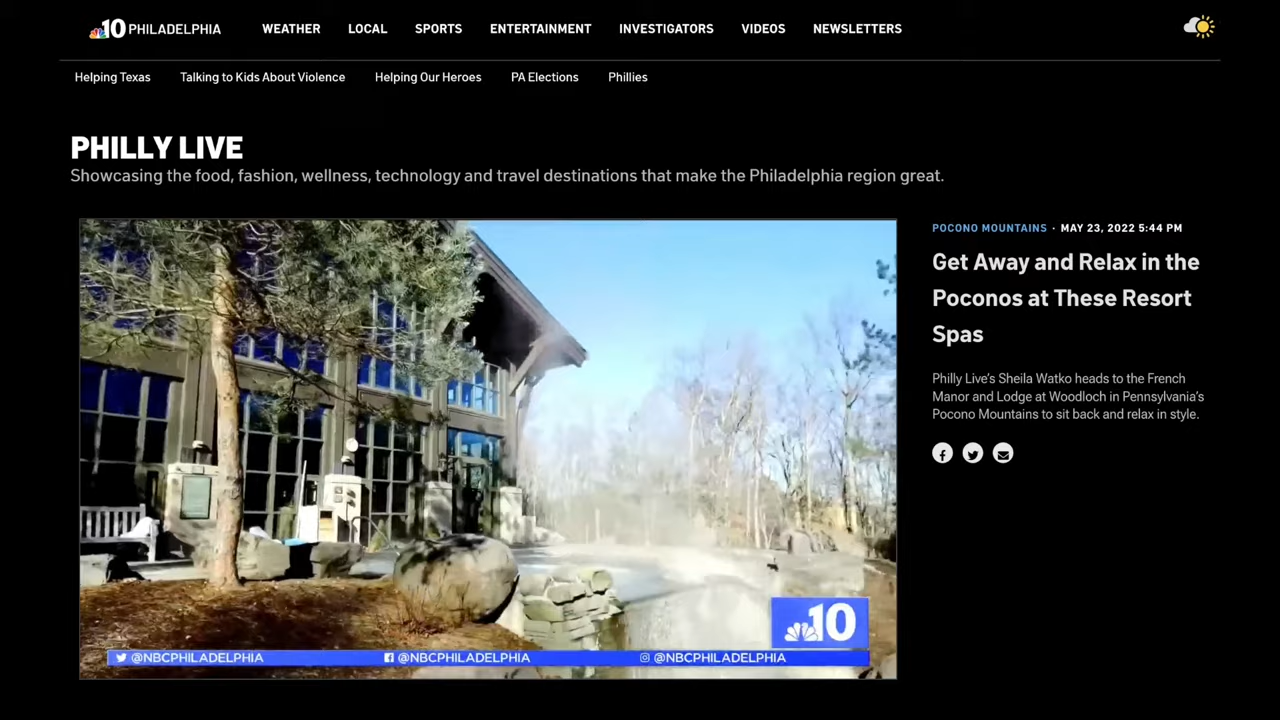 10 PHILADELPHIA WEATHER LOCAL SPORTS ENTERTAINMENT INVESTIGATORS VIDEOS NEWSLETTERS
Helping Texas Talking to Kids About Violence Helping Our Heroes PA Elections Phillies
PHILLY LIVE
Showcasing the food, fashion, wellness, technology and travel destinations that make the Philadelphia region great.
POCONO MOUNTAINS · MAY 23, 2022 5:44 PM
Get Away and Relax in the
Poconos at These Resort
Spas
Philly Live's Sheila Watko heads to the French
Manor and Lodge at Woodloch in Pennsylvania's
Pocono Mountains to sit back and relax in style.
10
@NBCPHILADELPHIA @NBCPHILADELPHIA @NBCPHILADELPHIA